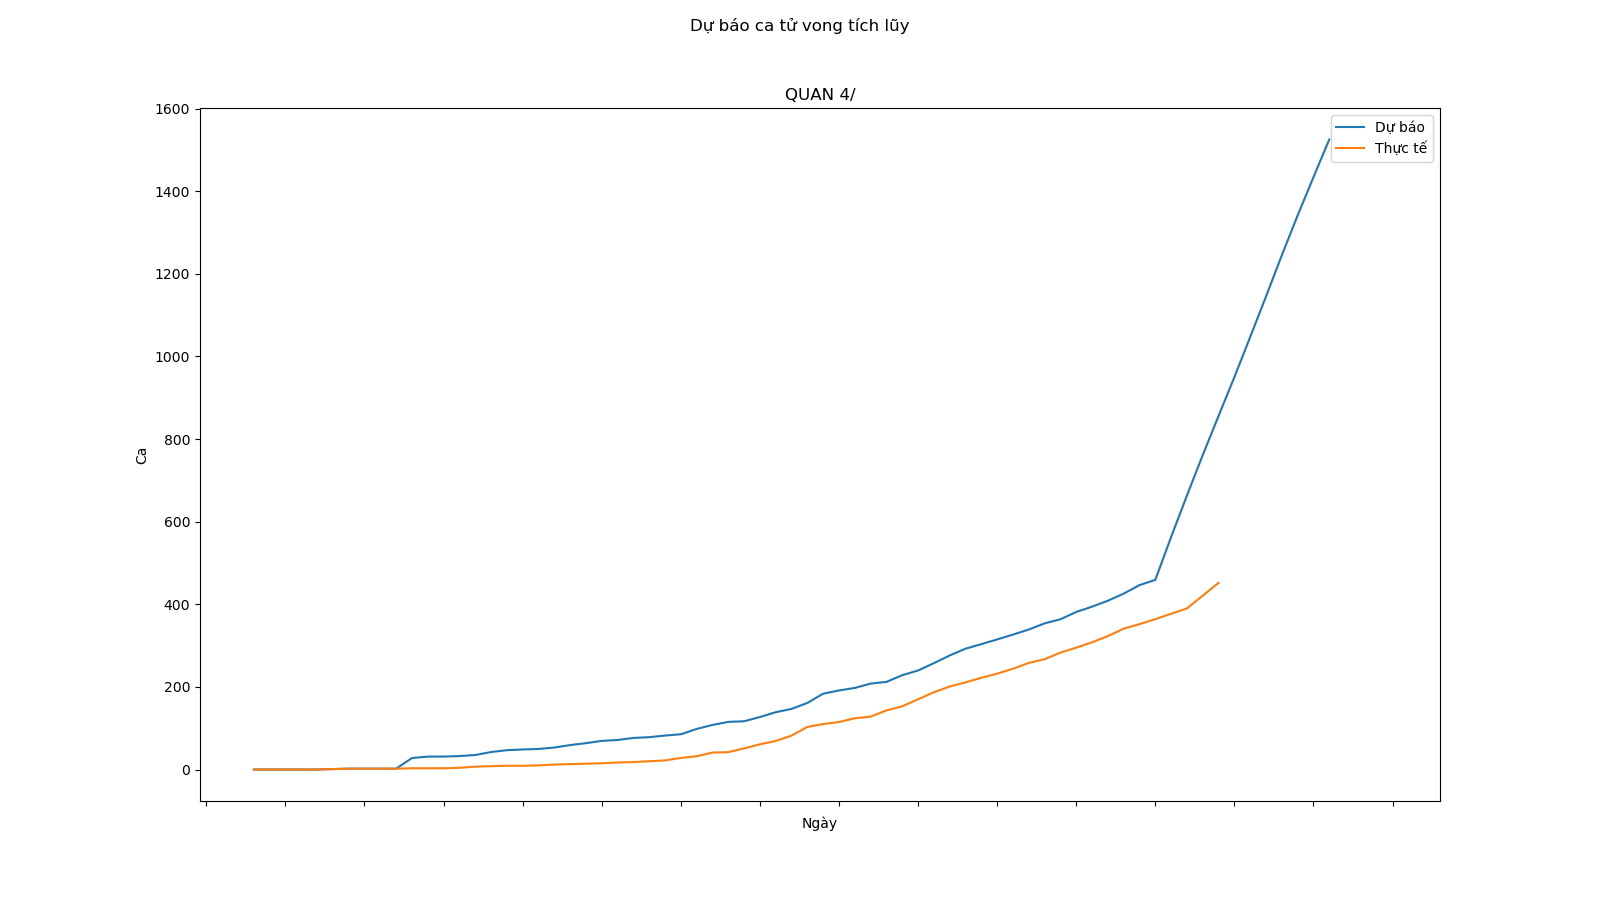 Dự báo ca tử vong tích lũy
QUAN 4/
1600
1400
1200
1000
800
600
400
200
0
Ca
Ngày
Dự báo
Thực tế